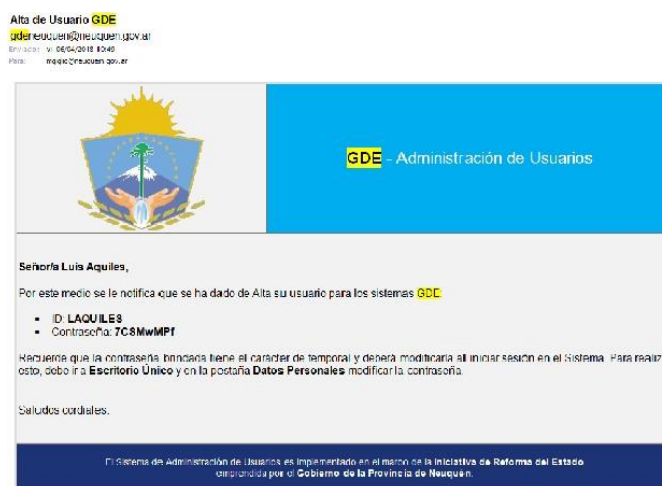 Alta de Usuario GDE
gdeneuquen@neuquen.gov.ar
Para:
GDE - Administración de Usuarios
Señor/a Luis Aquiles,
Por este medio se le notifica que se ha dado de Alta su usuario para los sistemas GDE:
▪ ID: LAQUILES
▪ Contraseña: 7CSMwMPf
Recuerde que la contraseña brindada tiene el carácter de temporal y deberá modificarla al iniciar sesión en el Sistema. Para realiz
esto, debe ir a Escritorio Único y en la pestaña Datos Personales modificar la contraseña.
Saludos cordiales.
El Sistema de Administración de Usuarios es implementado en el marco de la Iniciativa de Reforma del Estado
emprendida por el Gobierno de la Provincia de Neuquén.